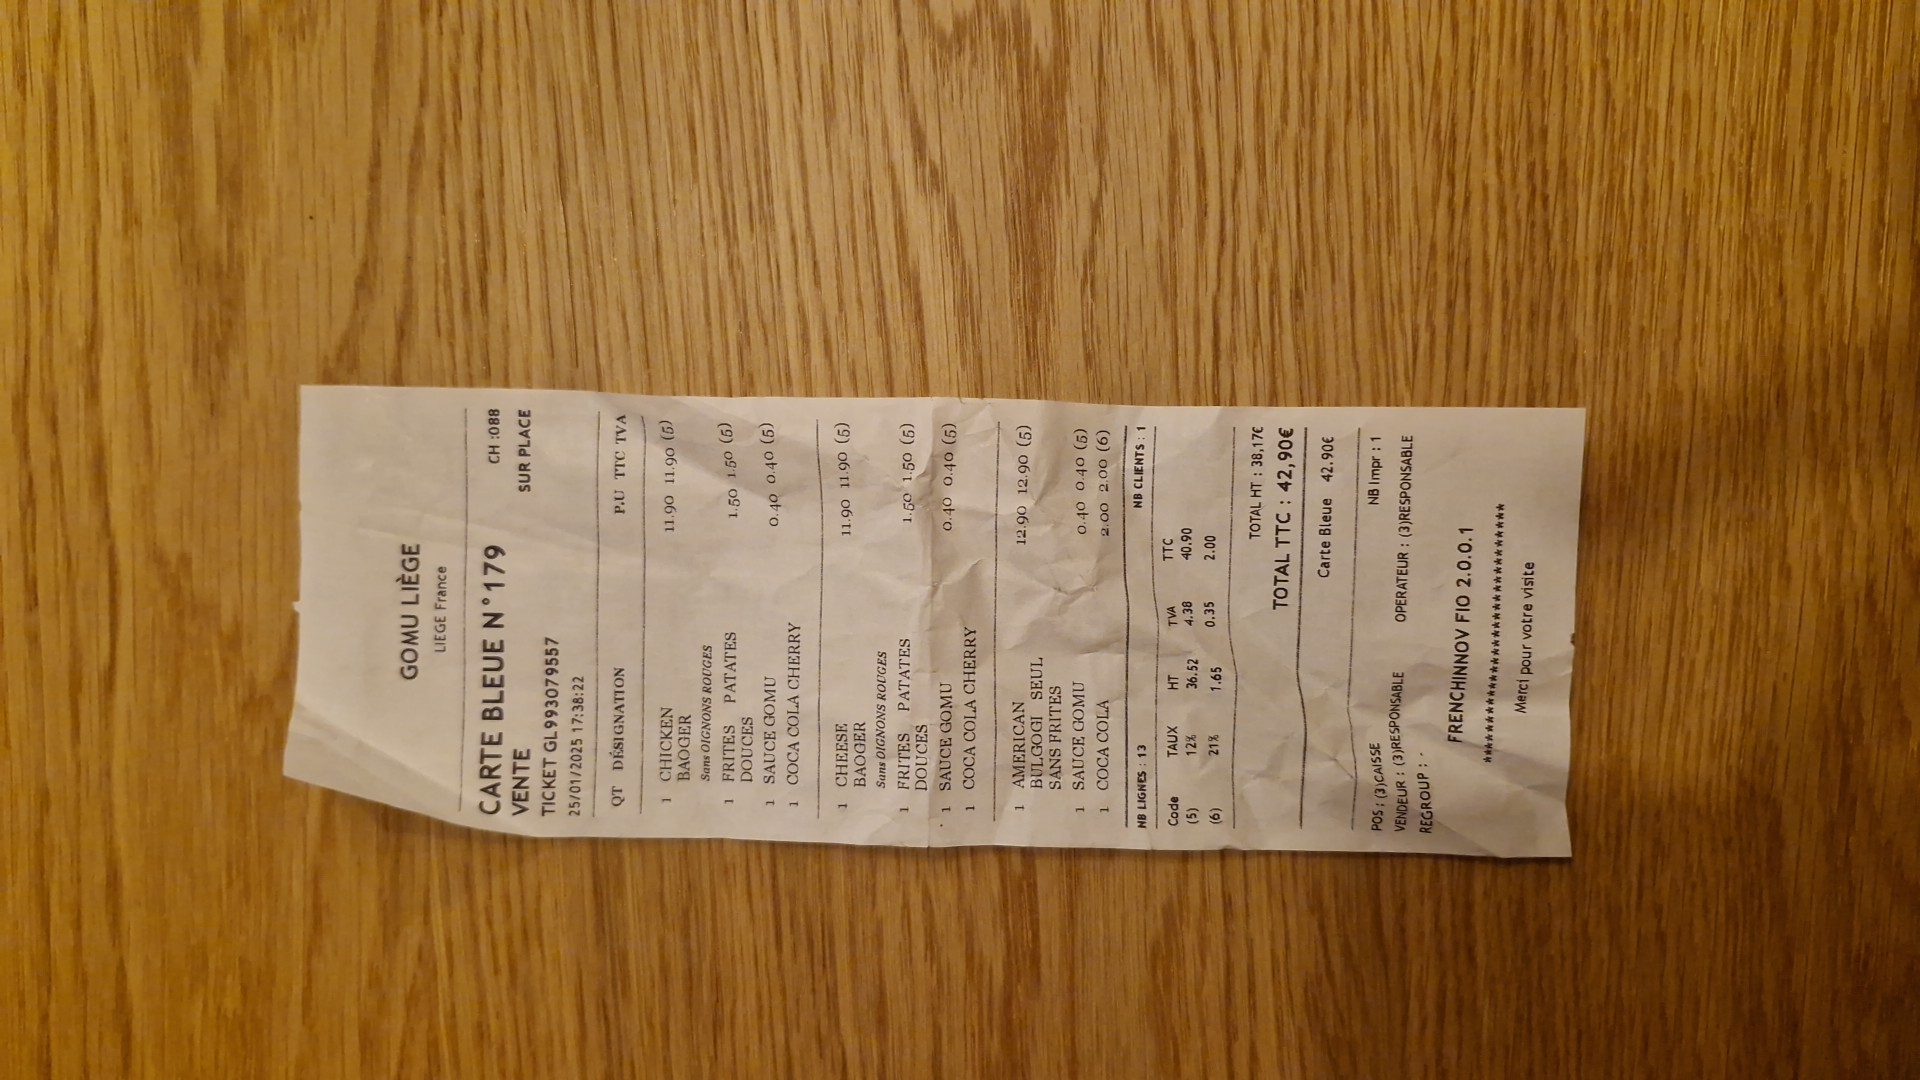 GOMU LIÈGE
LIEGE France
CARTE BLEUE N°179 CH :088
VENTE SUR PLACE
TICKET GL993079557
25/01/2025 17:38:22
QT DÉSIGNATION P.U TTC TVA
1 CHICKEN 11.90 11.90 (5)
BAOGER
Sans OIGNONS ROUGES
1 FRITES PATATES 1.50 1.50 (5)
DOUCES
1 SAUCE GOMU 0.40 0.40 (5)
1 COCA COLA CHERRY
1 CHEESE 11.90 11.90 (5)
BAOGER
Sans OIGNONS ROUGES
1 FRITES PATATES 1.50 1.50 (5)
DOUCES
1 SAUCE GOMU 0.40 0.40 (5)
1 COCA COLA CHERRY
1 AMERICAN 12.90 12.90 (5)
BULGOGI SEUL
SANS FRITES
1 SAUCE GOMU 0.40 0.40 (5)
1 COCA COLA 2.00 2.00 (6)
NB LIGNES : 13 NB CLIENTS : 1
Code TAUX HT TVA TTC
(5) 12% 36.52 4.38 40.90
(6) 21% 1.65 0.35 2.00
TOTAL HT : 38,17€
TOTAL TTC : 42,90€
Carte Bleue 42.90€
POS : (3)CAISSE NB Impr : 1
VENDEUR : (3)RESPONSABLE OPERATEUR : (3)RESPONSABLE
REGROUP : -
FRENCHINNOV FIO 2.0.0.1
****************************************
Merci pour votre visite